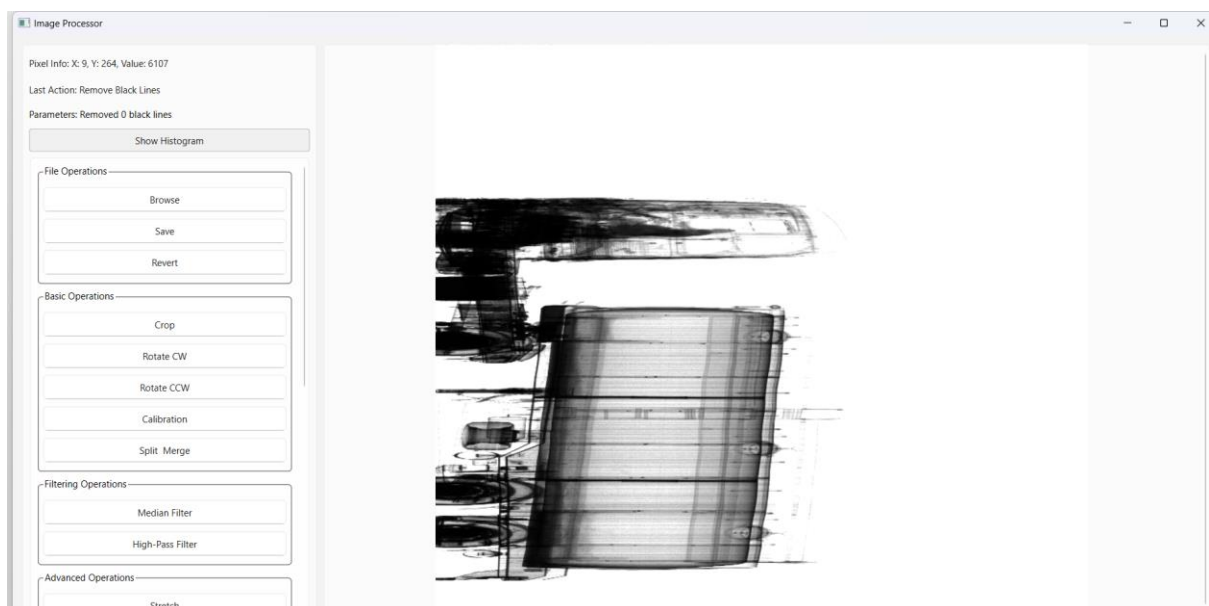 Image Processor
Pixel Info: X: 9, Y: 264, Value: 6107
Last Action: Remove Black Lines
Parameters: Removed 0 black lines
Show Histogram
File Operations
Browse
Save
Revert
Basic Operations
Crop
Rotate CW
Rotate CCW
Calibration
Split Merge
Filtering Operations
Median Filter
High-Pass Filter
Advanced Operations
Stretch